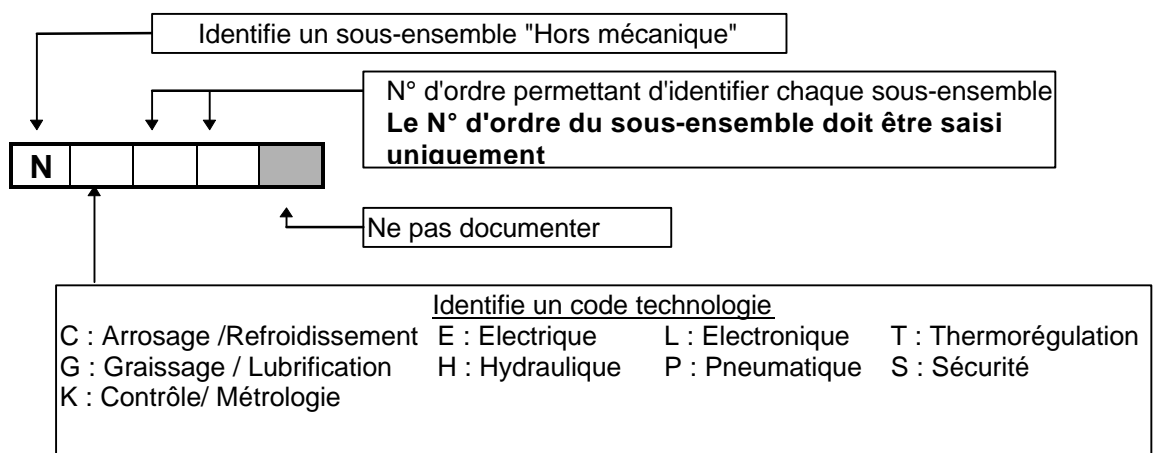 Identifie un sous-ensemble "Hors mécanique"
N° d'ordre permettant d'identifier chaque sous-ensemble
Le N° d'ordre du sous-ensemble doit être saisi
uniquement
N
Ne pas documenter
Identifie un code technologie
C : Arrosage /Refroidissement E : Electrique L : Electronique T : Thermorégulation
G : Graissage / Lubrification H : Hydraulique P : Pneumatique S : Sécurité
K : Contrôle/ Métrologie